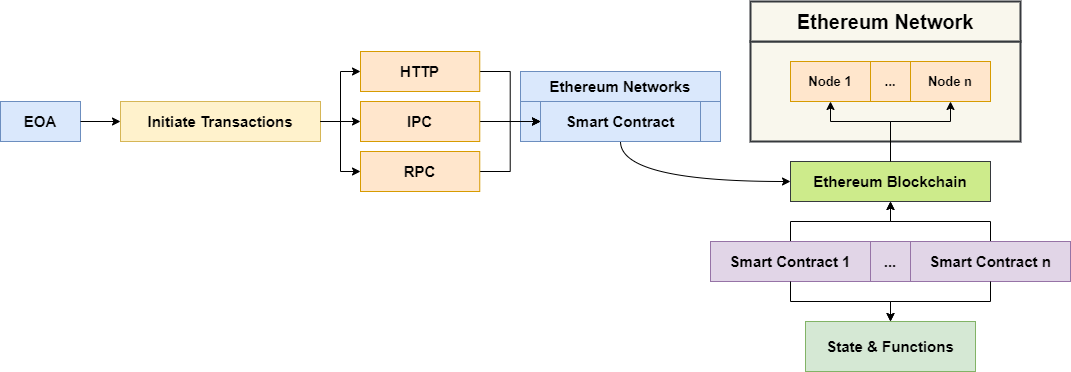 EOA
Initiate Transactions
HTTP
IPC
RPC
Ethereum Networks
Smart Contract
Ethereum Network
Node 1 ... Node n
Ethereum Blockchain
Smart Contract 1 ... Smart Contract n
State & Functions